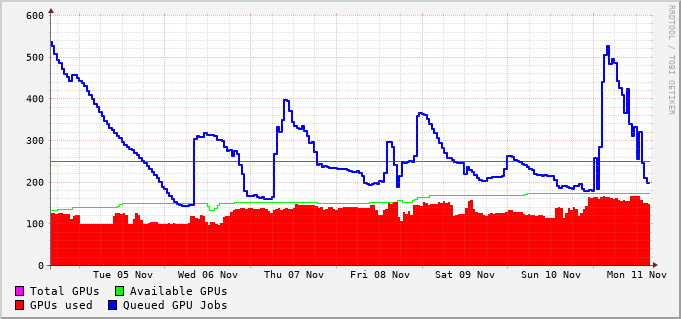 600
500
400
300
200
100
0
Tue 05 Nov Wed 06 Nov Thu 07 Nov Fri 08 Nov Sat 09 Nov Sun 10 Nov Mon 11 Nov
Total GPUs Available GPUs
GPUs used Queued GPU Jobs
RRDTOOL / TOBI OETIKER